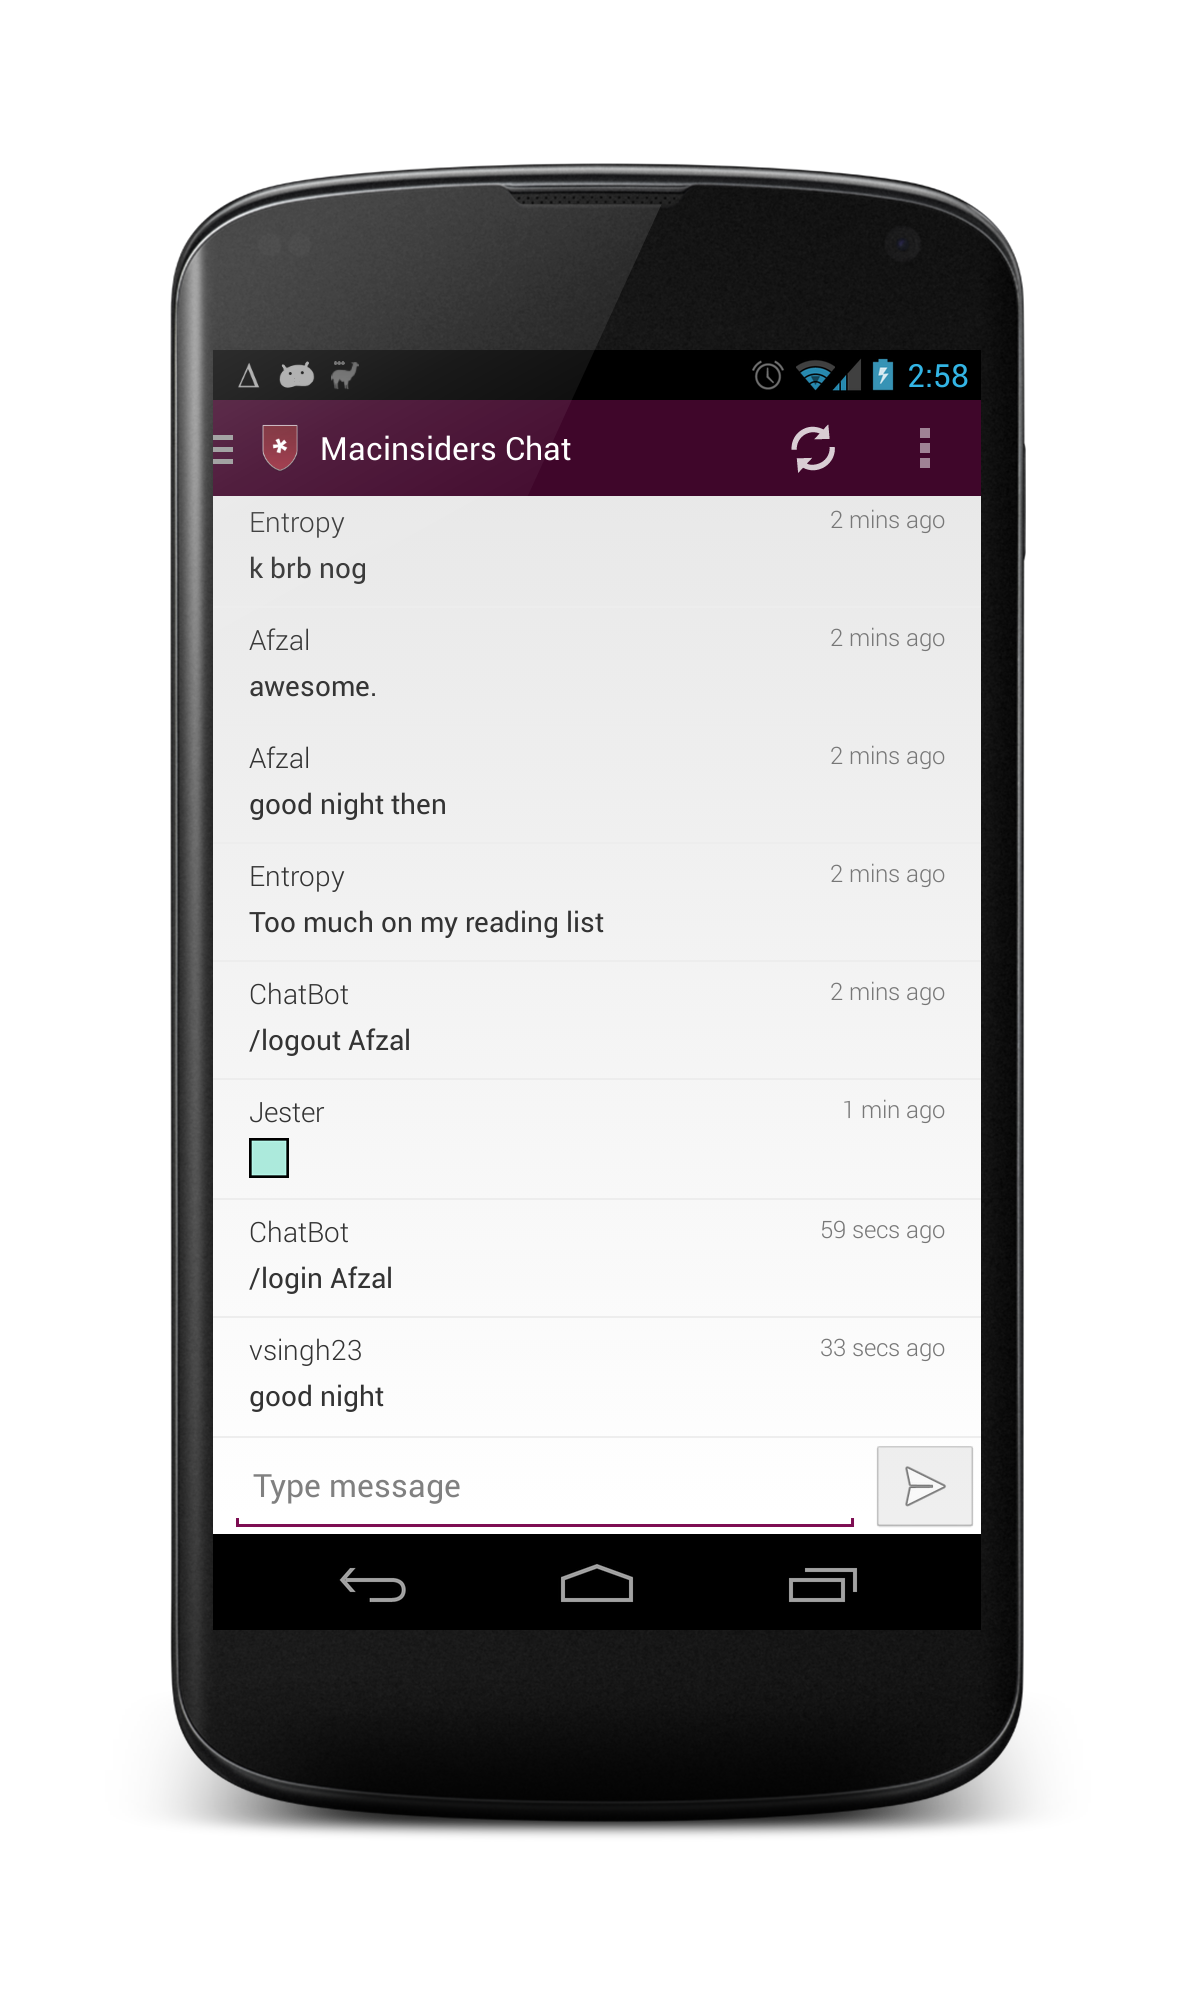 2:58
Macinsiders Chat
Entropy 2 mins ago
k brb nog
Afzal 2 mins ago
awesome.
Afzal 2 mins ago
good night then
Entropy 2 mins ago
Too much on my reading list
ChatBot 2 mins ago
/logout Afzal
Jester 1 min ago
ChatBot 59 secs ago
/login Afzal
vsingh23 33 secs ago
good night
Type message